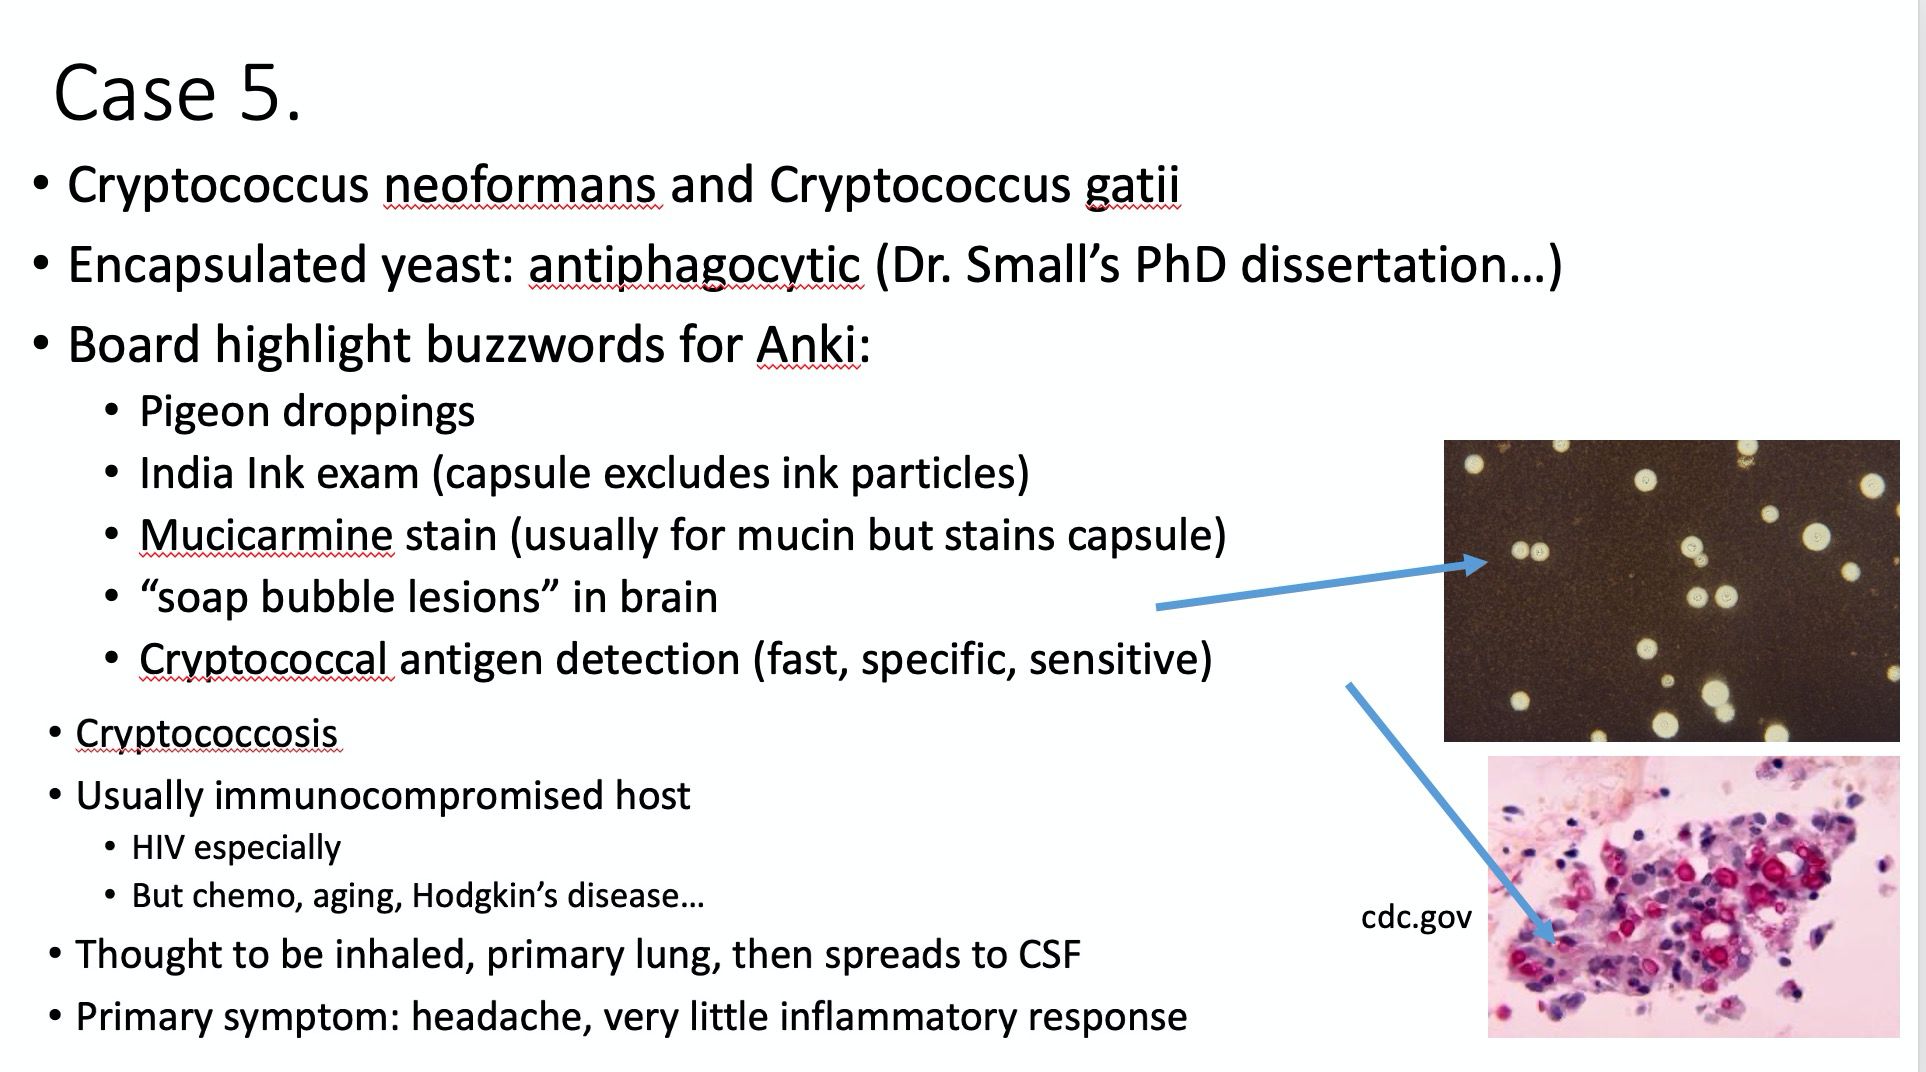 Case 5.
• Cryptococcus neoformans and Cryptococcus gatii
• Encapsulated yeast: antiphagocytic (Dr. Small’s PhD dissertation…)
• Board highlight buzzwords for Anki:
• Pigeon droppings
• India Ink exam (capsule excludes ink particles)
• Mucicarmine stain (usually for mucin but stains capsule)
• “soap bubble lesions” in brain
• Cryptococcal antigen detection (fast, specific, sensitive)
• Cryptococcosis
• Usually immunocompromised host
• HIV especially
• But chemo, aging, Hodgkin’s disease…
• Thought to be inhaled, primary lung, then spreads to CSF
• Primary symptom: headache, very little inflammatory response
cdc.gov